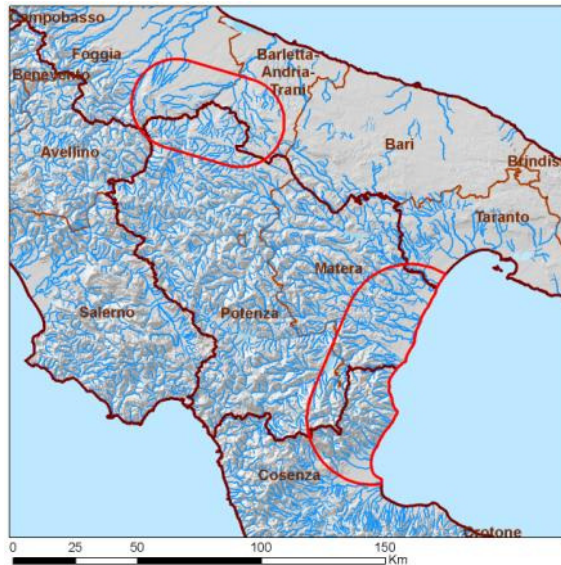 Campobasso
Foggia
Benevento
Barletta-
Andria-
Trani
Avellino
Bari
Brindis
Taranto
Matera
Salerno
Potenza
Cosenza
Crotone
0 25 50 100 150
Km